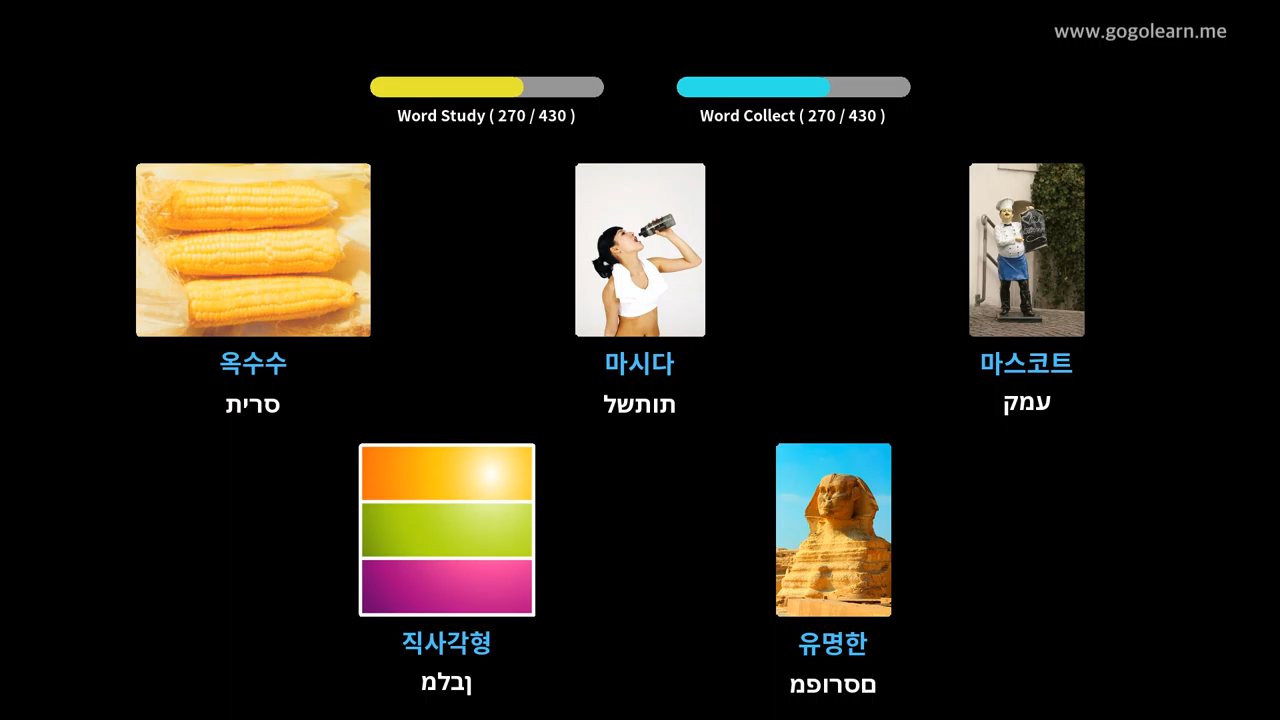 www.gogolearn.me
Word Study ( 270 / 430 )
Word Collect ( 270 / 430 )
옥수수
סרית
마시다
תותשל
마스코트
עמק
직사각형
ןבלמ
유명한
םסרופמ